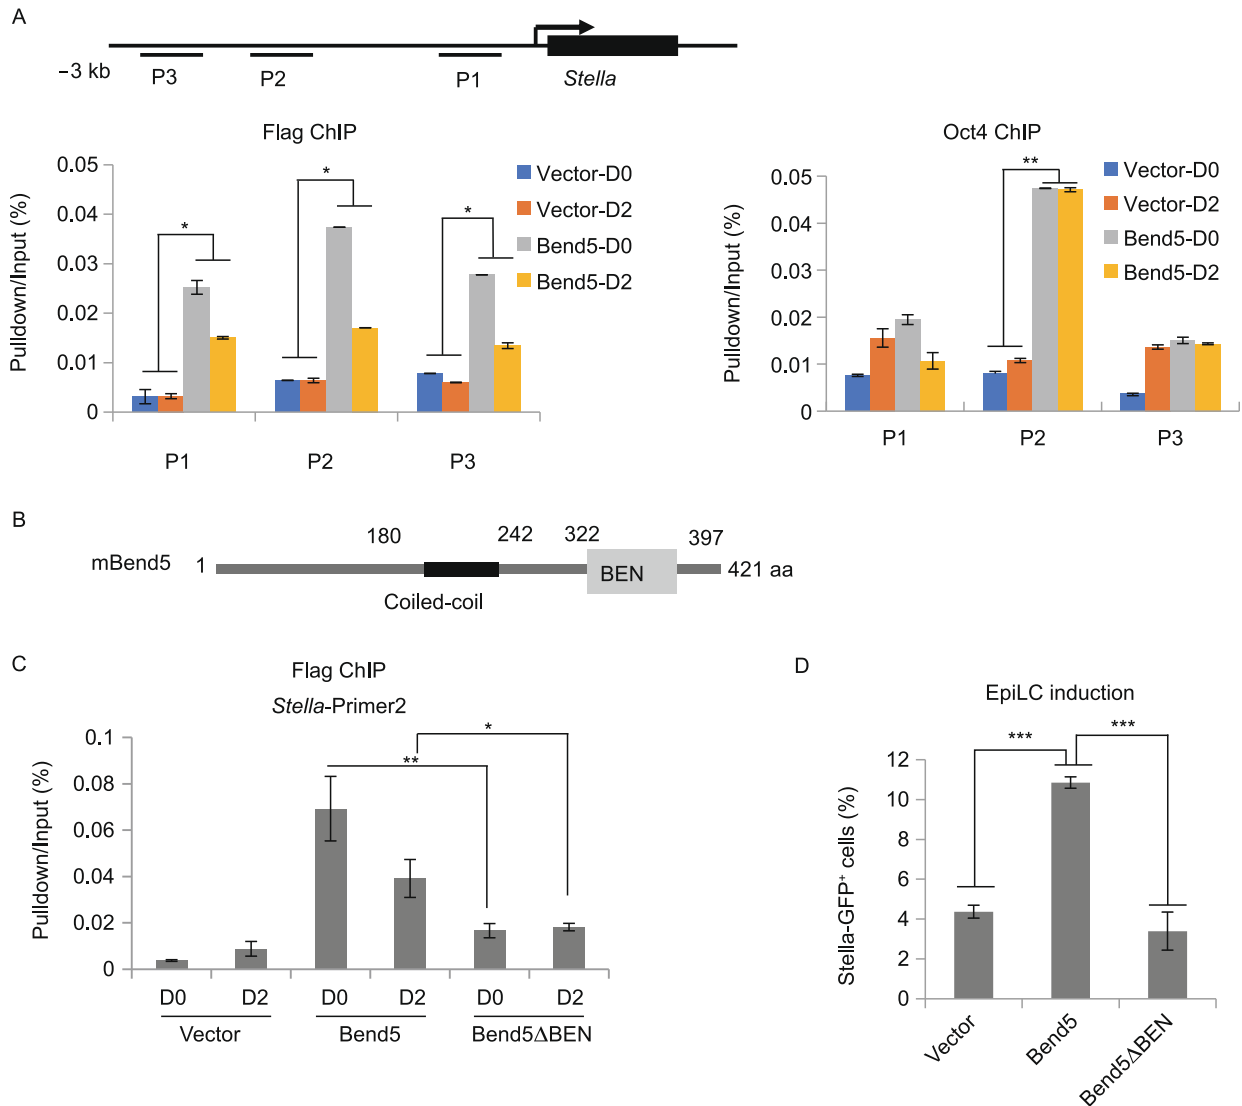 A
−3 kb
P3
P2
P1
Stella
Flag ChIP
Pulldown/Input (%)
0.05
0.04
0.03
0.02
0.01
0
*
*
*
Vector-D0
Vector-D2
Bend5-D0
Bend5-D2
P1
P2
P3
Oct4 ChIP
Pulldown/Input (%)
0.05
0.04
0.03
0.02
0.01
0
**
Vector-D0
Vector-D2
Bend5-D0
Bend5-D2
P1
P2
P3
B
180
242
322
397
mBend5
1
BEN
421 aa
Coiled-coil
C
Flag ChIP
Stella-Primer2
Pulldown/Input (%)
0.1
0.08
0.06
0.04
0.02
0
**
*
D0
D2
D0
D2
D0
D2
Vector
Bend5
Bend5ΔBEN
D
EpiLC induction
Stella-GFP⁺ cells (%)
12
10
8
6
4
2
0
***
***
Vector
Bend5
Bend5ΔBEN